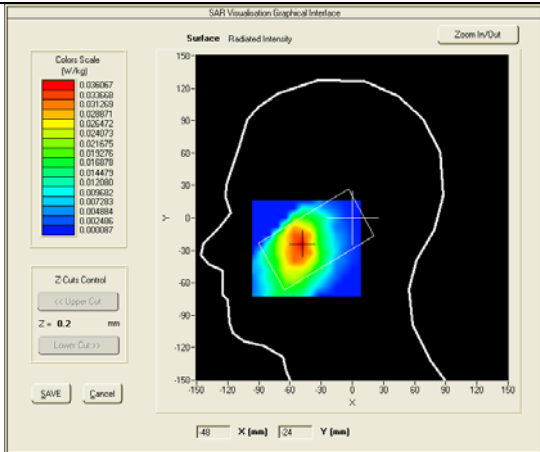 SAR Visualisation Graphical Interface
Surface Radiated Intensity
Zoom In/Out
Colors Scale
(W/kg)
0.036067
0.033668
0.031269
0.028871
0.026472
0.024073
0.021675
0.019276
0.016878
0.014479
0.012080
0.009682
0.007283
0.004884
0.002486
0.000087
Z-Cuts Control
<< Upper Cut
Z = 0.2 mm
Lower Cut >>
SAVE Cancel
150
120
90
60
30
0
-30
-60
-90
-120
-150
Y
-150 -120 -90 -60 -30 0 30 60 90 120 150
X
-48 X (mm) -24 Y (mm)